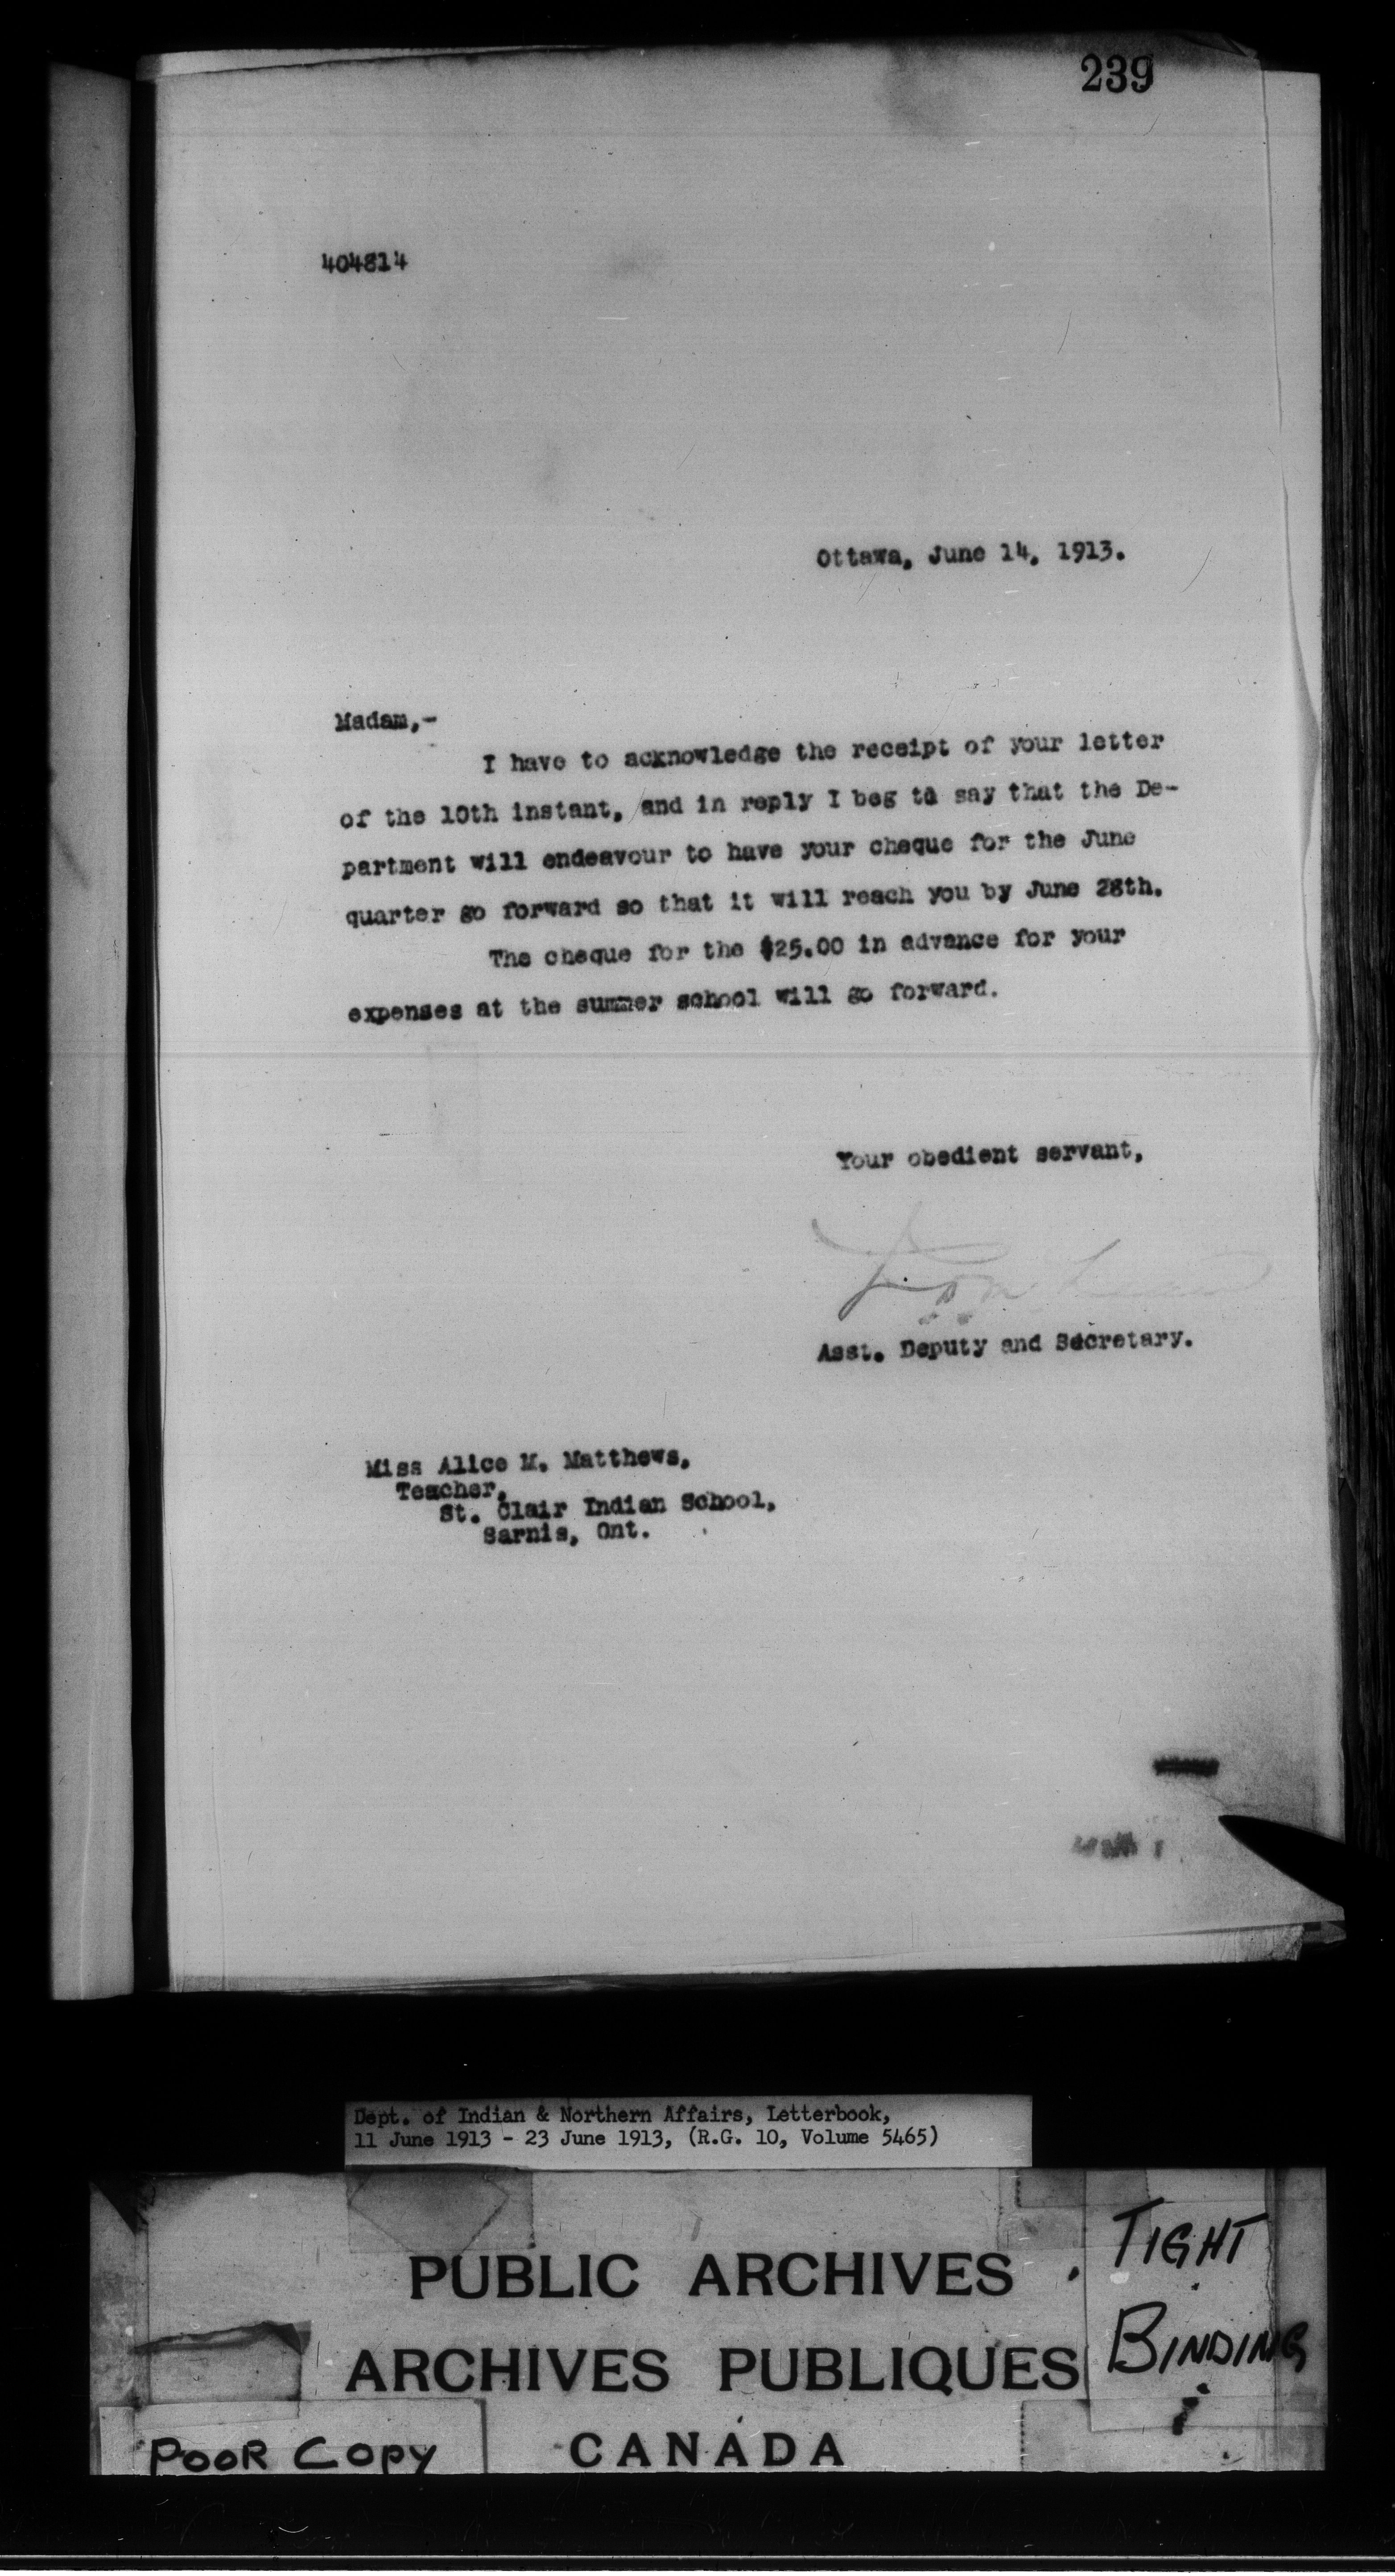 239
404814
Ottawa, June 14, 1913.
Madam,-
I have to acknowledge the receipt of your letter
of the 10th instant, and in reply I beg to say that the De-
partment will endeavour to have your cheque for the June
quarter go forward so that it will reach you by June 28th.
The cheque for the $25.00 in advance for your
expenses at the summer school will go forward.
Your obedient servant,
Asst. Deputy and Secretary.
Miss Alice M. Matthews,
Teacher,
St. Clair Indian School,
Sarnia, Ont.
Dept. of Indian & Northern Affairs, Letterbook,
11 June 1913 - 23 June 1913, (R.G. 10, Volume 5465)
PUBLIC ARCHIVES
ARCHIVES PUBLIQUES
CANADA
TIGHT
BINDING
POOR COPY